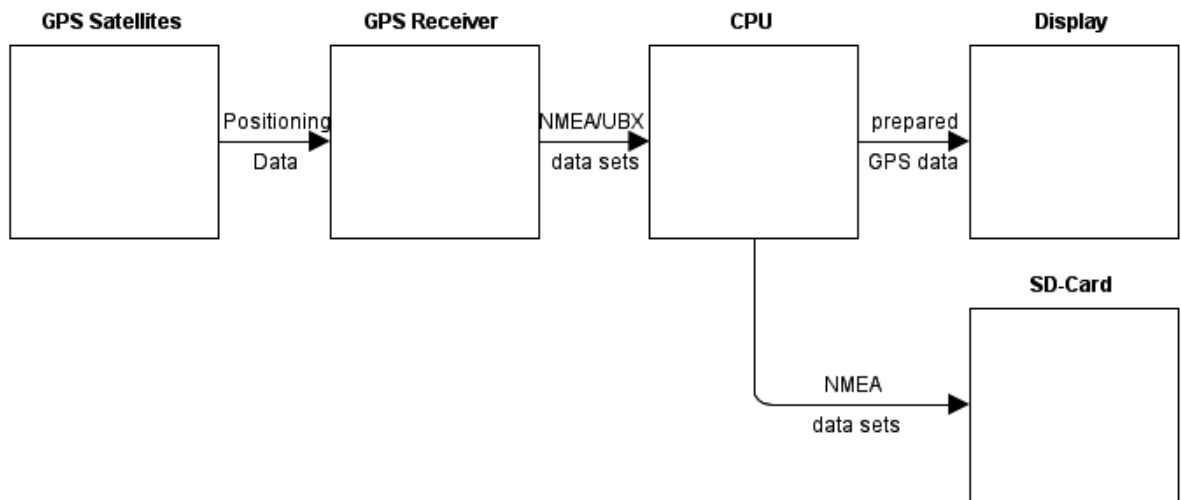 GPS Satellites
GPS Receiver
CPU
Display
Positioning
Data
NMEA/UBX
data sets
prepared
GPS data
SD-Card
NMEA
data sets